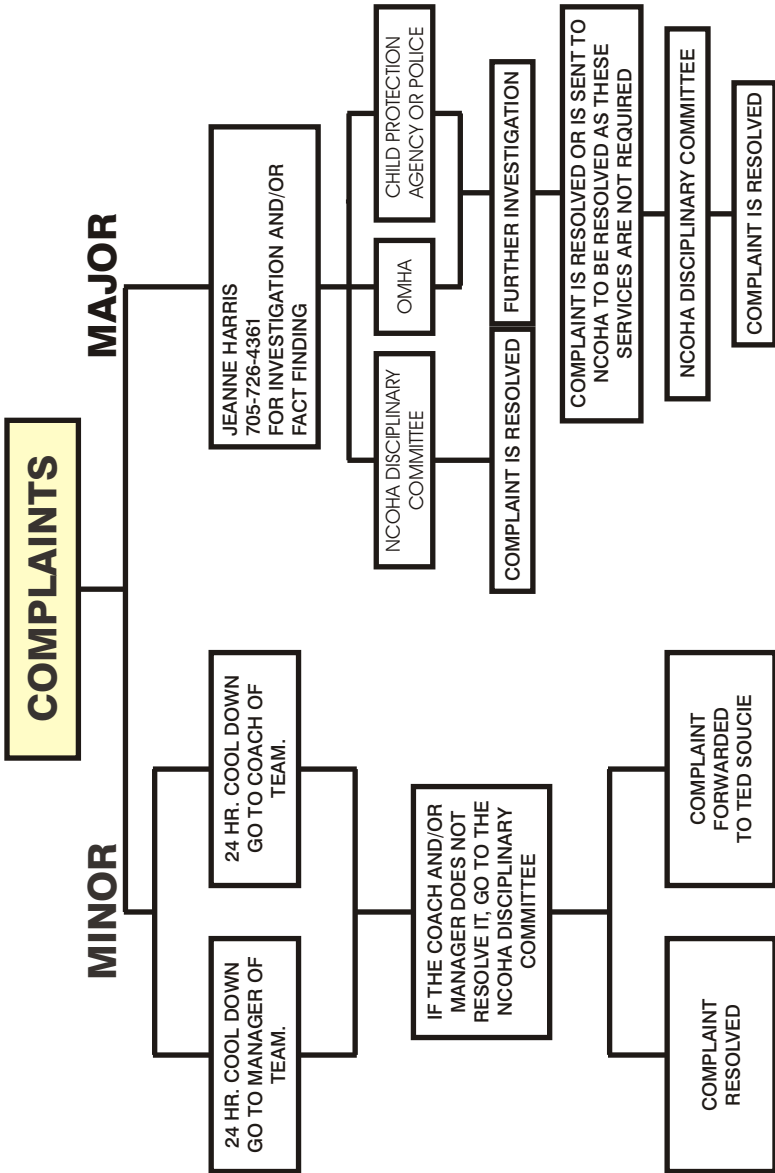 COMPLAINTS
MINOR
24 HR. COOL DOWN
GO TO MANAGER OF
TEAM.
24 HR. COOL DOWN
GO TO COACH OF
TEAM.
IF THE COACH AND/OR
MANAGER DOES NOT
RESOLVE IT, GO TO THE
NCOHA DISCIPLINARY
COMMITTEE
COMPLAINT
RESOLVED
COMPLAINT
FORWARDED
TO TED SOUCIE
MAJOR
JEANNE HARRIS
705-726-4361
FOR INVESTIGATION AND/OR
FACT FINDING
NCOHA DISCIPLINARY
COMMITTEE
OMHA
CHILD PROTECTION
AGENCY OR POLICE
COMPLAINT IS RESOLVED
FURTHER INVESTIGATION
COMPLAINT IS RESOLVED OR IS SENT TO
NCOHA TO BE RESOLVED AS THESE
SERVICES ARE NOT REQUIRED
NCOHA DISCIPLINARY COMMITTEE
COMPLAINT IS RESOLVED